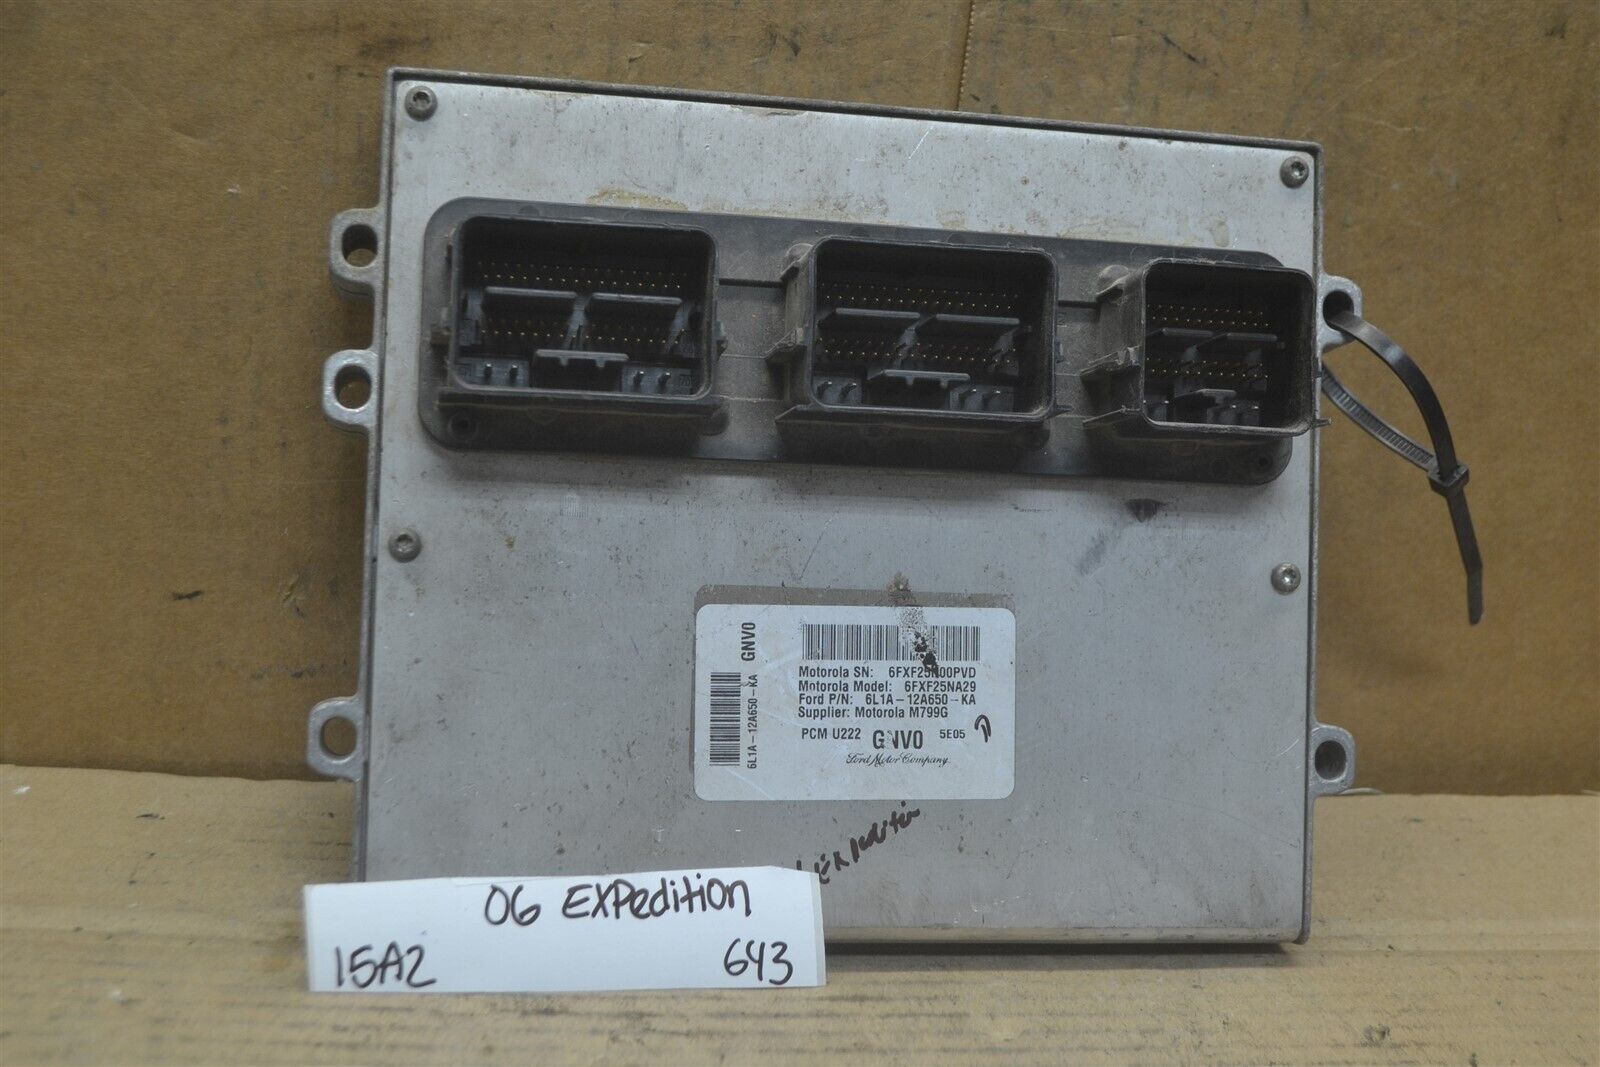 GNV0
6L1A-12A650-KA
Motorola SN: 6FXF25N00PVD
Motorola Model: 6FXF25NA29
Ford P/N: 6L1A-12A650-KA
Supplier: Motorola M799G
PCM U222 GNV0 5E05
Ford Motor Company
Expedition
06 EXPedition
15A2 643